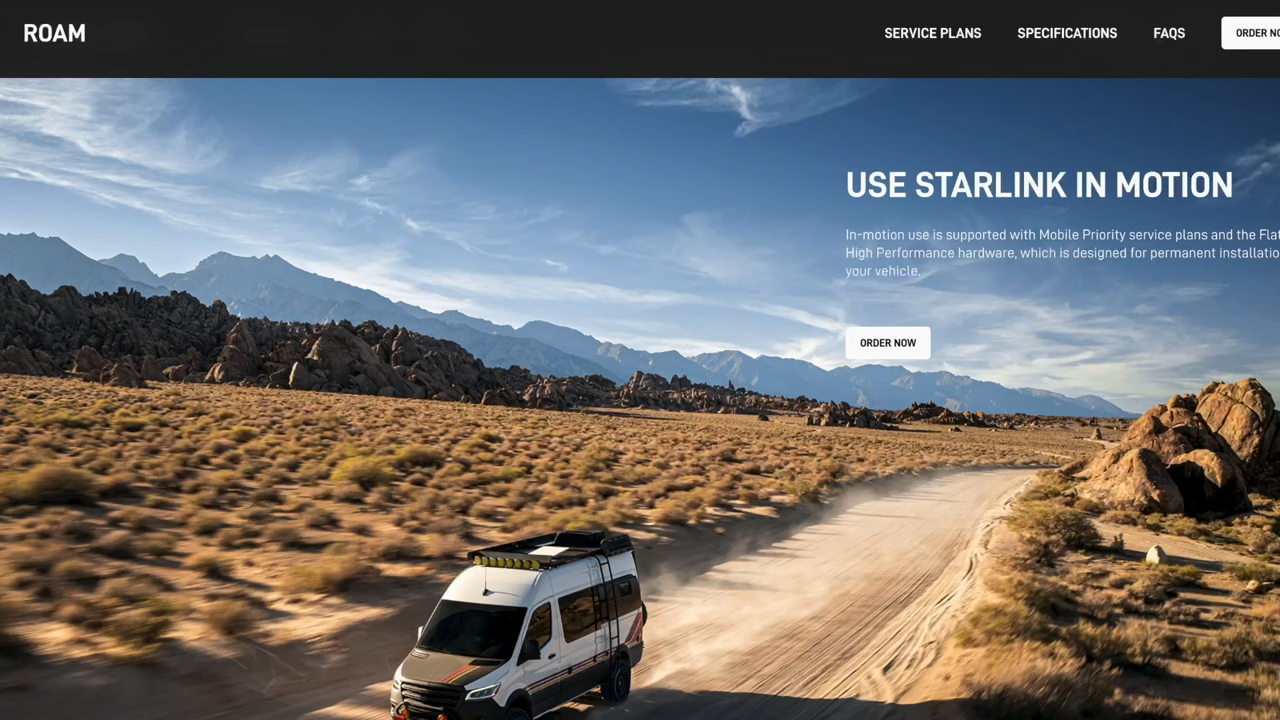 ROAM
SERVICE PLANS
SPECIFICATIONS
FAQS
ORDER
USE STARLINK IN MOTION
In-motion use is supported with Mobile Priority service plans and the
High Performance hardware, which is designed for permanent
your vehicle.
ORDER NOW